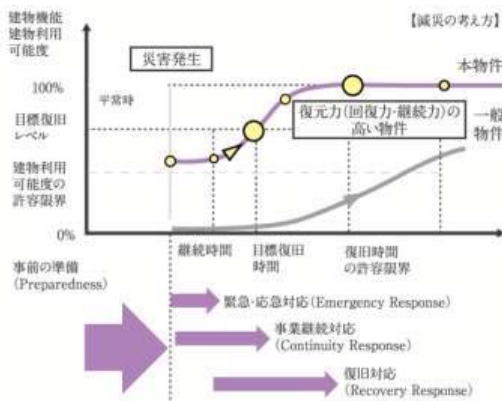 建物機能
建物利用
可能度
【減災の考え方】
災害発生
本物件
100%
平常時
目標復旧
レベル
復元力(回復力・継続力)の
高い物件
一般
物件
建物利用
可能度の
許容限界
0%
継続時間
目標復旧
時間
復旧時間
の許容限界
事前の準備
(Preparedness)
緊急・応急対応(Emergency Response)
事業継続対応
(Continuity Response)
復旧対応
(Recovery Response)